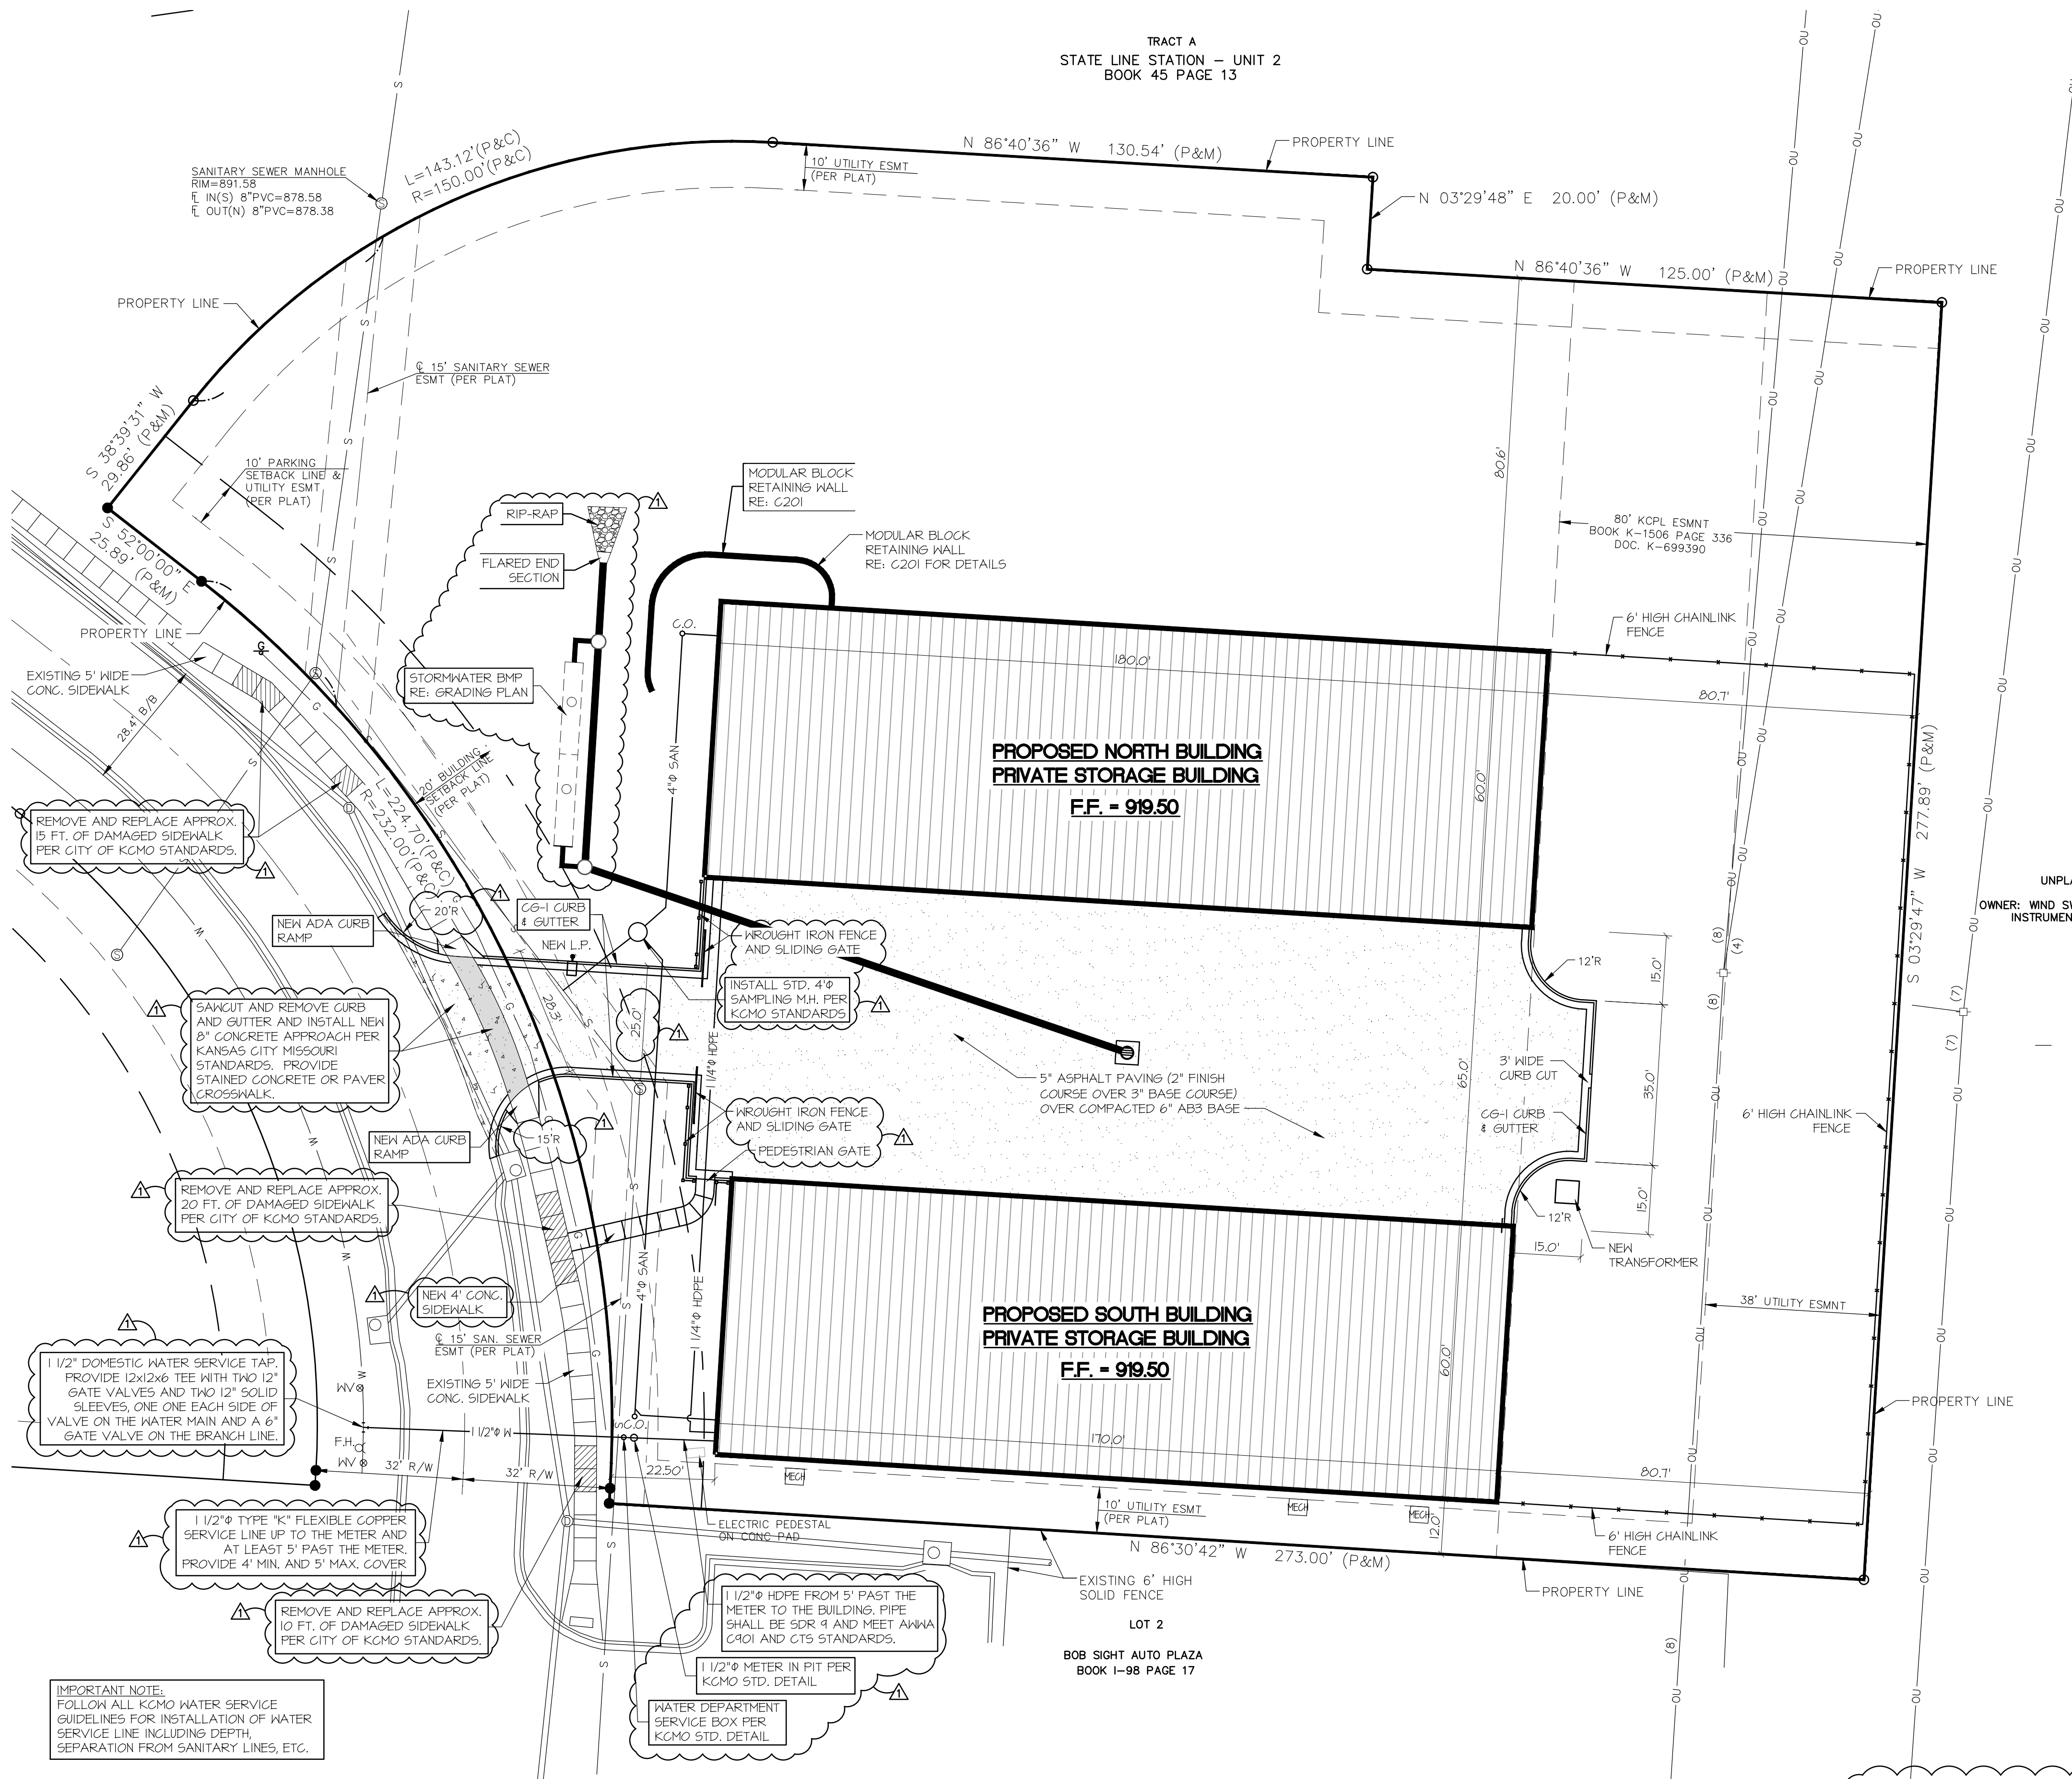 TRACT A
STATE LINE STATION – UNIT 2
BOOK 45 PAGE 13
SANITARY SEWER MANHOLE
RIM=891.58
FL IN(S) 8"PVC=878.58
FL OUT(N) 8"PVC=878.38
L=143.12'(P&C)
R=150.00'(P&C)
10' UTILITY ESMT
(PER PLAT)
N 86°40'36" W 130.54' (P&M)
PROPERTY LINE
N 03°29'48" E 20.00' (P&M)
N 86°40'36" W 125.00' (P&M)
PROPERTY LINE
PROPERTY LINE
℄ 15' SANITARY SEWER
ESMT (PER PLAT)
S 38°39'31" W
29.86' (P&M)
10' PARKING
SETBACK LINE &
UTILITY ESMT
(PER PLAT)
S 52°00'00" E
25.89' (P&M)
PROPERTY LINE
EXISTING 5' WIDE
CONC. SIDEWALK
28.4' B/B
RIP-RAP
FLARED END
SECTION
STORMWATER BMP
RE: GRADING PLAN
MODULAR BLOCK
RETAINING WALL
RE: C201
MODULAR BLOCK
RETAINING WALL
RE: C201 FOR DETAILS
C.O.
4"Φ SAN
180.0'
80.6'
80.7'
60.0'
80' KCPL ESMNT
BOOK K-1506 PAGE 336
DOC. K-699390
6' HIGH CHAINLINK
FENCE
PROPOSED NORTH BUILDING
PRIVATE STORAGE BUILDING
F.F. = 919.50
20' BUILDING
SETBACK LINE
(PER PLAT)
L=224.70'(P&C)
R=232.00'(P&C)
REMOVE AND REPLACE APPROX.
15 FT. OF DAMAGED SIDEWALK
PER CITY OF KCMO STANDARDS.
1
NEW ADA CURB
RAMP
20'R
CG-1 CURB
& GUTTER
NEW L.P.
WROUGHT IRON FENCE
AND SLIDING GATE
INSTALL STD. 4'Φ
SAMPLING M.H. PER
KCMO STANDARDS
28.3'
25.0'
1 1/4"Φ HDPE
SAWCUT AND REMOVE CURB
AND GUTTER AND INSTALL NEW
8" CONCRETE APPROACH PER
KANSAS CITY MISSOURI
STANDARDS. PROVIDE
STAINED CONCRETE OR PAVER
CROSSWALK.
5" ASPHALT PAVING (2" FINISH
COURSE OVER 3" BASE COURSE)
OVER COMPACTED 6" AB3 BASE
65.0'
12'R
15.0'
3' WIDE
CURB CUT
35.0'
CG-1 CURB
& GUTTER
15.0'
12'R
15.0'
NEW
TRANSFORMER
6' HIGH CHAINLINK
FENCE
S 03°29'47" W 277.89' (P&M)
UNPLA
OWNER: WIND SW
INSTRUMEN
(8)
(4)
(8)
(7)
(7)
WROUGHT IRON FENCE
AND SLIDING GATE
PEDESTRIAN GATE
NEW ADA CURB
RAMP
15'R
REMOVE AND REPLACE APPROX.
20 FT. OF DAMAGED SIDEWALK
PER CITY OF KCMO STANDARDS.
NEW 4' CONC.
SIDEWALK
℄ 15' SAN. SEWER
ESMT (PER PLAT)
EXISTING 5' WIDE
CONC. SIDEWALK
4"Φ SAN
1 1/4"Φ HDPE
PROPOSED SOUTH BUILDING
PRIVATE STORAGE BUILDING
F.F. = 919.50
60.0'
38' UTILITY ESMNT
PROPERTY LINE
1 1/2" DOMESTIC WATER SERVICE TAP.
PROVIDE 12x12x6 TEE WITH TWO 12"
GATE VALVES AND TWO 12" SOLID
SLEEVES, ONE ONE EACH SIDE OF
VALVE ON THE WATER MAIN AND A 6"
GATE VALVE ON THE BRANCH LINE.
WV
F.H.
WV
1 1/2"Φ W
C.O.
32' R/W
32' R/W
22.50'
170.0'
80.7'
MECH
MECH
MECH
12.0'
10' UTILITY ESMT
(PER PLAT)
ELECTRIC PEDESTAL
ON CONC PAD
N 86°30'42" W 273.00' (P&M)
6' HIGH CHAINLINK
FENCE
PROPERTY LINE
EXISTING 6' HIGH
SOLID FENCE
1 1/2"Φ TYPE "K" FLEXIBLE COPPER
SERVICE LINE UP TO THE METER AND
AT LEAST 5' PAST THE METER.
PROVIDE 4' MIN. AND 5' MAX. COVER
REMOVE AND REPLACE APPROX.
10 FT. OF DAMAGED SIDEWALK
PER CITY OF KCMO STANDARDS.
1 1/2"Φ HDPE FROM 5' PAST THE
METER TO THE BUILDING. PIPE
SHALL BE SDR 9 AND MEET AWWA
C901 AND CTS STANDARDS.
1 1/2"Φ METER IN PIT PER
KCMO STD. DETAIL
WATER DEPARTMENT
SERVICE BOX PER
KCMO STD. DETAIL
LOT 2
BOB SIGHT AUTO PLAZA
BOOK I-98 PAGE 17
(8)
IMPORTANT NOTE:
FOLLOW ALL KCMO WATER SERVICE
GUIDELINES FOR INSTALLATION OF WATER
SERVICE LINE INCLUDING DEPTH,
SEPARATION FROM SANITARY LINES, ETC.